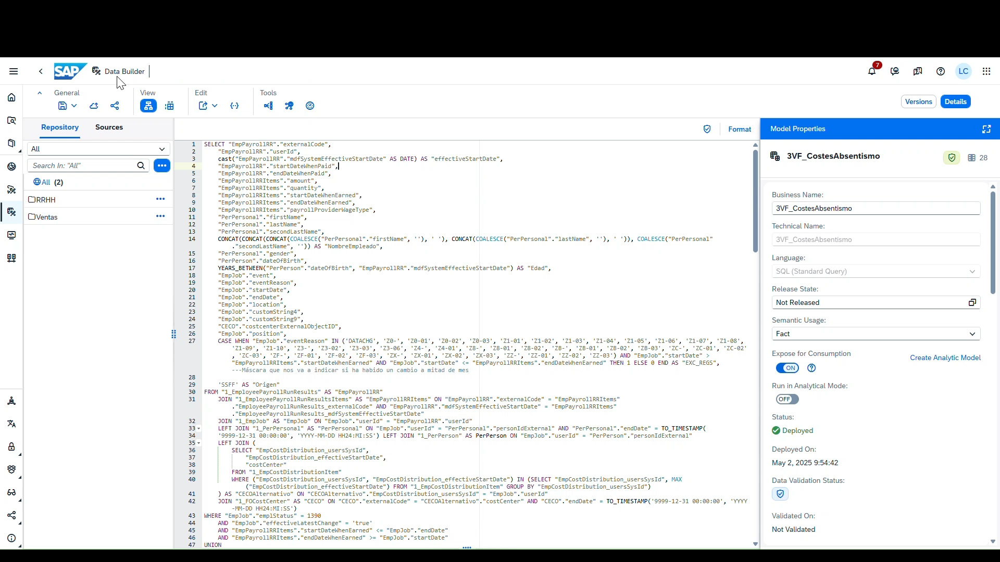 SAP Data Builder
7
LC
General
View
Edit
Tools
Versions
Details
Repository
Sources
All
Search In: "All"
All (2)
RRHH
Ventas
Format
1 SELECT "EmpPayrollRR"."externalCode",
2 "EmpPayrollRR"."userId",
3 cast("EmpPayrollRR"."mdfSystemEffectiveStartDate" AS DATE) AS "effectiveStartDate",
4 "EmpPayrollRR"."startDateWhenPaid",
5 "EmpPayrollRR"."endDateWhenPaid",
6 "EmpPayrollRRItems"."amount",
7 "EmpPayrollRRItems"."quantity",
8 "EmpPayrollRRItems"."startDateWhenEarned",
9 "EmpPayrollRRItems"."endDateWhenEarned",
10 "EmpPayrollRRItems"."payrollProviderWageType",
11 "PerPersonal"."firstName",
12 "PerPersonal"."lastName",
13 "PerPersonal"."secondLastName",
14 CONCAT(CONCAT(CONCAT(COALESCE("PerPersonal"."firstName", ''), ' '), CONCAT(COALESCE("PerPersonal"."lastName", ''), ' ')), COALESCE("PerPersonal"
."secondLastName", '')) AS "NombreEmpleado",
15 "PerPersonal"."gender",
16 "PerPerson"."dateOfBirth",
17 YEARS_BETWEEN("PerPerson"."dateOfBirth", "EmpPayrollRR"."mdfSystemEffectiveStartDate") AS "Edad",
18 "EmpJob"."event",
19 "EmpJob"."eventReason",
20 "EmpJob"."startDate",
21 "EmpJob"."endDate",
22 "EmpJob"."location",
23 "EmpJob"."customString4",
24 "EmpJob"."customString9",
25 "CECO"."costcenterExternalObjectID",
26 "EmpJob"."position",
27 CASE WHEN "EmpJob"."eventReason" IN ('DATACHG', 'Z0-', 'Z0-01', 'Z0-02', 'Z0-03', 'Z1-01', 'Z1-02', 'Z1-03', 'Z1-04', 'Z1-05', 'Z1-06', 'Z1-07', 'Z1-08',
'Z1-09', 'Z1-10', 'Z3-', 'Z3-02', 'Z3-03', 'Z3-06', 'Z4-', 'Z4-01', 'Z8-', 'Z8-01', 'Z8-02', 'ZB-', 'ZB-01', 'ZB-02', 'ZB-03', 'ZC-', 'ZC-01', 'ZC-02'
, 'ZC-03', 'ZF-', 'ZF-01', 'ZF-02', 'ZF-03', 'ZX-', 'ZX-01', 'ZX-02', 'ZX-03', 'ZZ-', 'ZZ-01', 'ZZ-02', 'ZZ-03') AND "EmpJob"."startDate" >
"EmpPayrollRRItems"."startDateWhenEarned" AND "EmpJob"."startDate" <= "EmpPayrollRRItems"."endDateWhenEarned" THEN 1 ELSE 0 END AS "EXC_REGS",
---Máscara que nos va a indicar si ha habido un cambio a mitad de mes
28
29 'SSFF' AS "Origen"
30 FROM "1_EmployeePayrollRunResults" AS "EmpPayrollRR"
31 JOIN "1_EmployeePayrollRunResultsItems" AS "EmpPayrollRRItems" ON "EmpPayrollRR"."externalCode" = "EmpPayrollRRItems"
."EmployeePayrollRunResults_externalCode" AND "EmpPayrollRR"."mdfSystemEffectiveStartDate" = "EmpPayrollRRItems"
."EmployeePayrollRunResults_mdfSystemEffectiveStartDate"
32 JOIN "1_EmpJob" AS "EmpJob" ON "EmpJob"."userId" = "EmpPayrollRR"."userId"
33 LEFT JOIN "1_PerPersonal" AS "PerPersonal" ON "EmpJob"."userId" = "PerPersonal"."personIdExternal" AND "PerPersonal"."endDate" = TO_TIMESTAMP(
34 '9999-12-31 00:00:00', 'YYYY-MM-DD HH24:MI:SS') LEFT JOIN "1_PerPerson" AS PerPerson ON "EmpJob"."userId" = "PerPerson"."personIdExternal"
35 LEFT JOIN (
36 SELECT "EmpCostDistribution_usersSysId",
37 "EmpCostDistribution_effectiveStartDate",
38 "costCenter"
39 FROM "1_EmpCostDistributionItem"
40 WHERE ("EmpCostDistribution_usersSysId", "EmpCostDistribution_effectiveStartDate") IN (SELECT "EmpCostDistribution_usersSysId", MAX
("EmpCostDistribution_effectiveStartDate") FROM "1_EmpCostDistributionItem" GROUP BY "EmpCostDistribution_usersSysId")
41 ) AS "CECOAlternativo" ON "CECOAlternativo"."EmpCostDistribution_usersSysId" = "EmpJob"."userId"
42 JOIN "1_FOCostCenter" AS "CECO" ON "CECO"."externalCode" = "CECOAlternativo"."costCenter" AND "CECO"."endDate" = TO_TIMESTAMP('9999-12-31 00:00:00', 'YYYY
-MM-DD HH24:MI:SS')
43 WHERE "EmpJob"."emplStatus" = 1390
44 AND "EmpJob"."effectiveLatestChange" = 'true'
45 AND "EmpPayrollRRItems"."startDateWhenEarned" <= "EmpJob"."endDate"
46 AND "EmpPayrollRRItems"."endDateWhenEarned" >= "EmpJob"."startDate"
47 UNION
Model Properties
3VF_CostesAbsentismo
28
Business Name:
3VF_CostesAbsentismo
Technical Name:
3VF_CostesAbsentismo
Language:
SQL (Standard Query)
Release State:
Not Released
Semantic Usage:
Fact
Expose for Consumption
Create Analytic Model
ON
Run in Analytical Mode:
OFF
Status:
Deployed
Deployed On:
May 2, 2025 9:54:42
Data Validation Status:
Validated On:
Not Validated